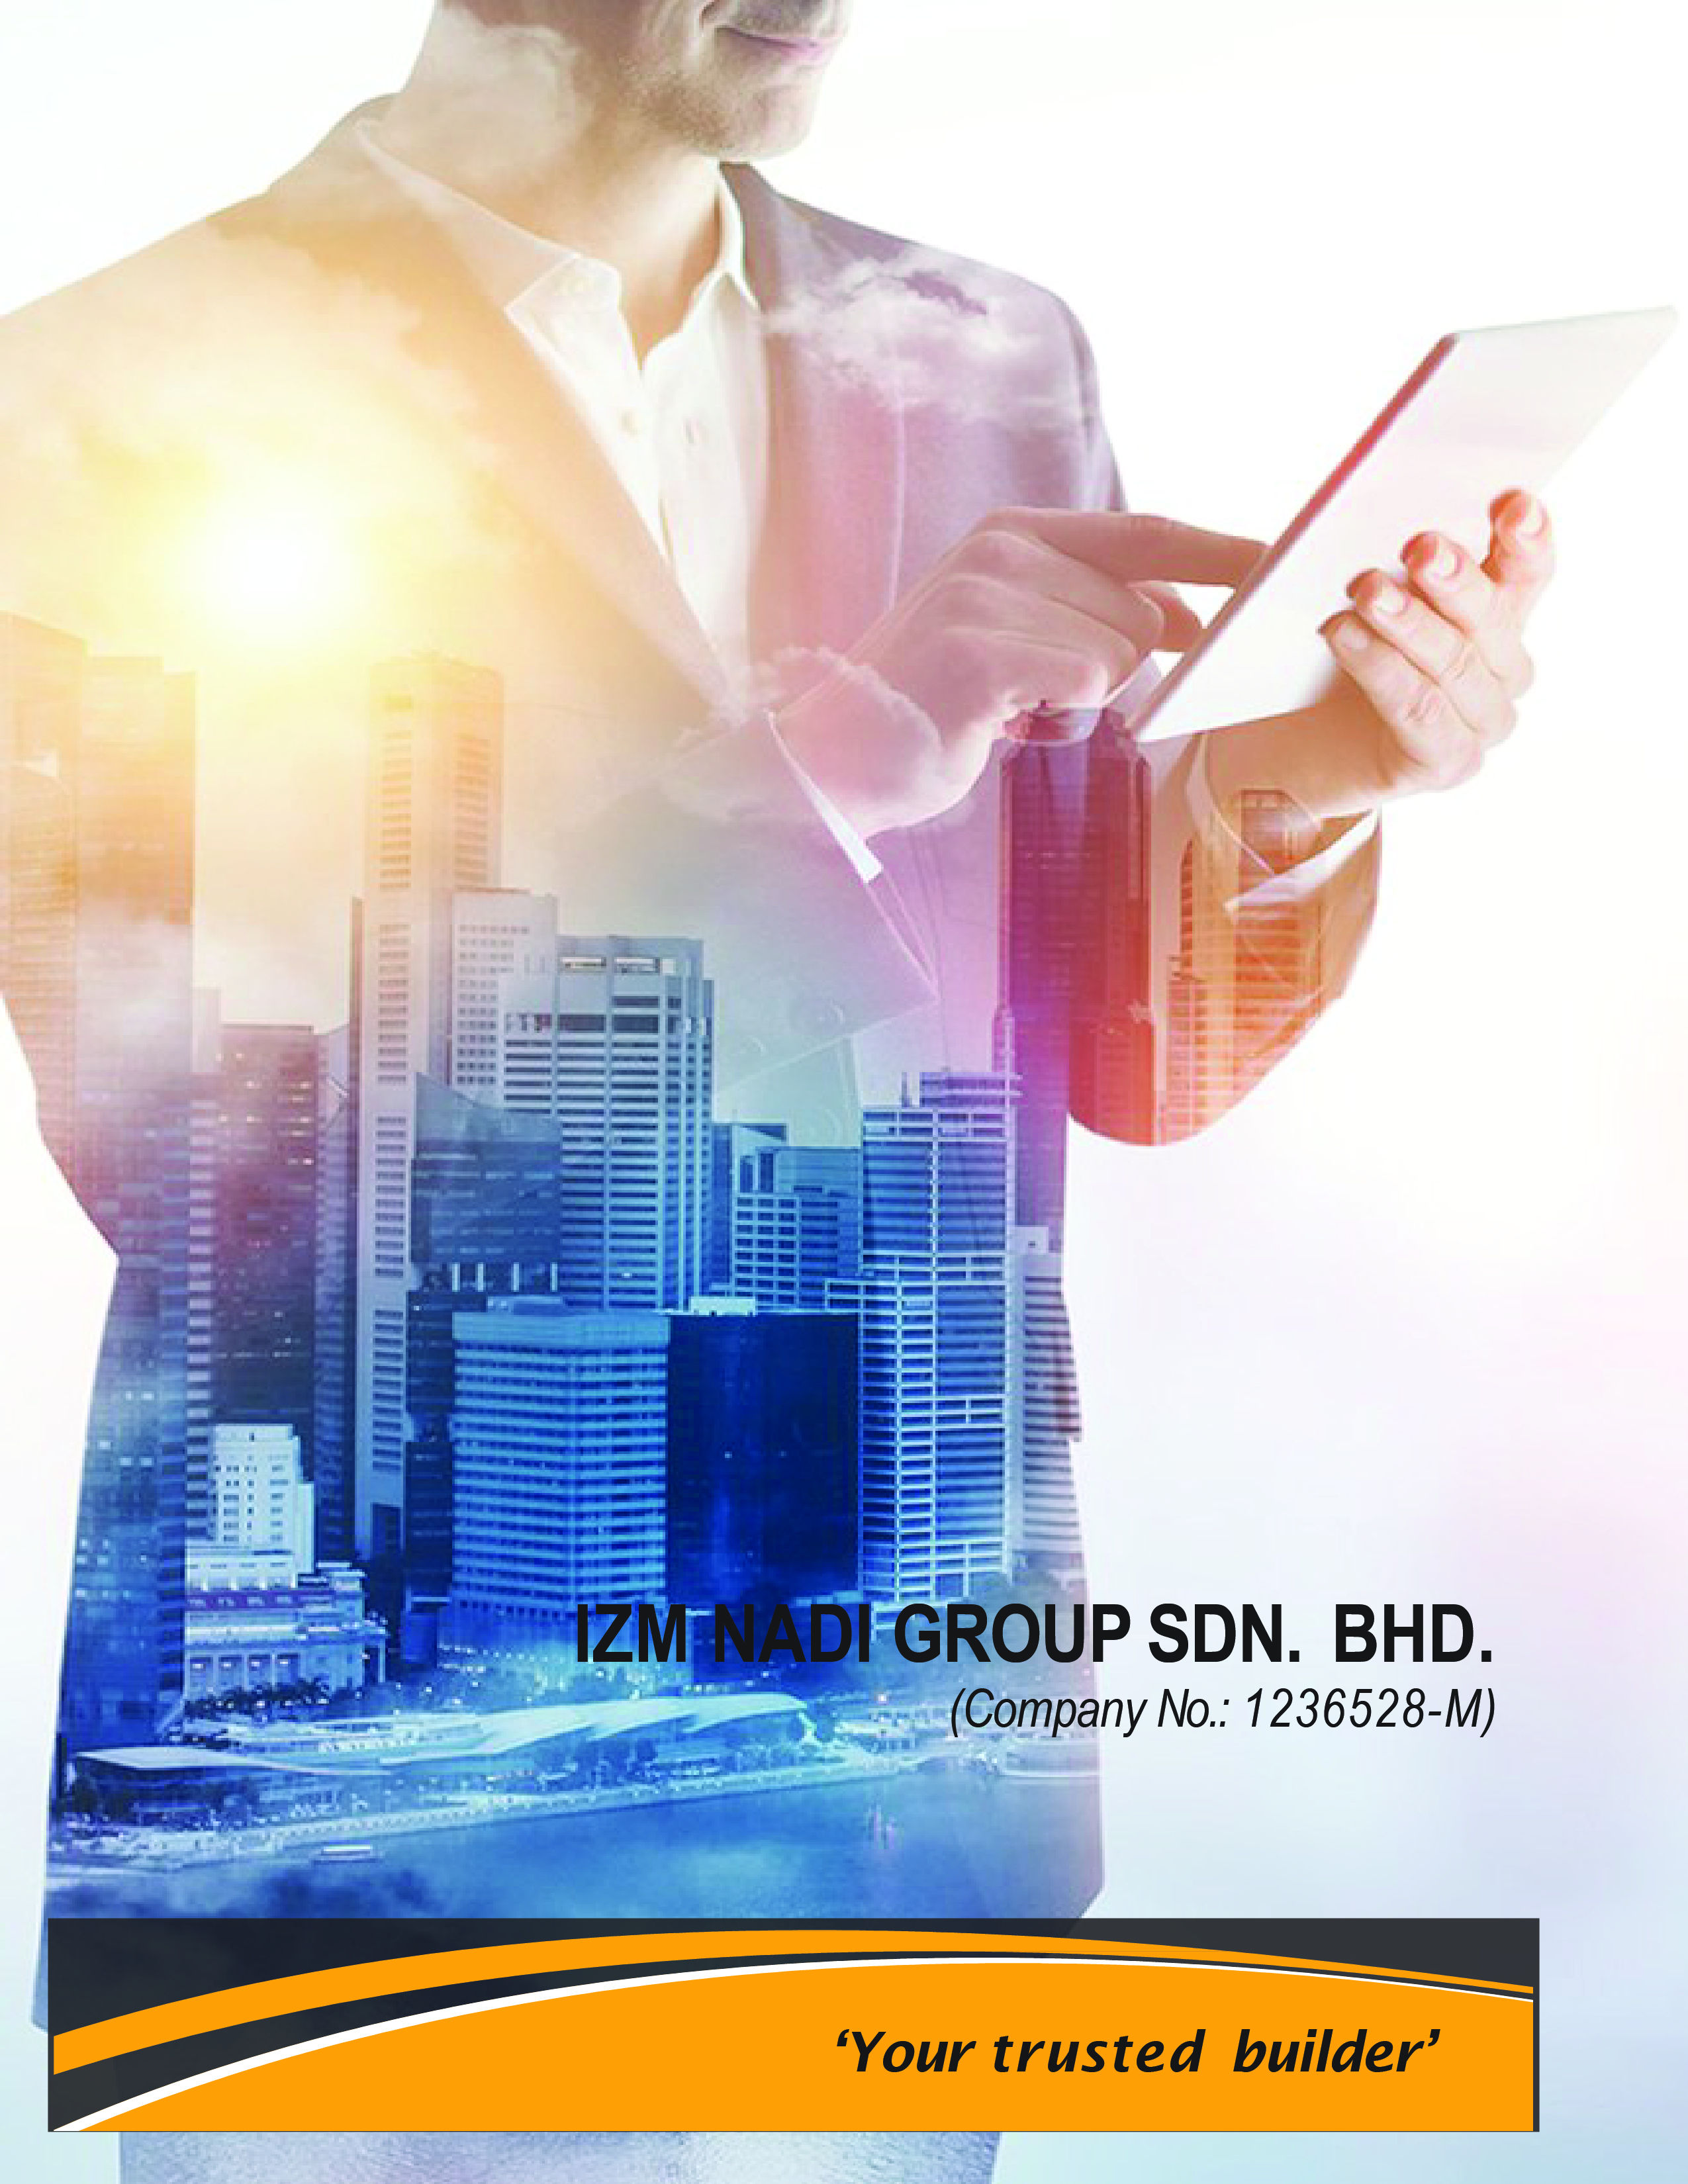 IZM NADI GROUP SDN. BHD.
(Company No.: 1236528-M)
‘Your trusted builder’